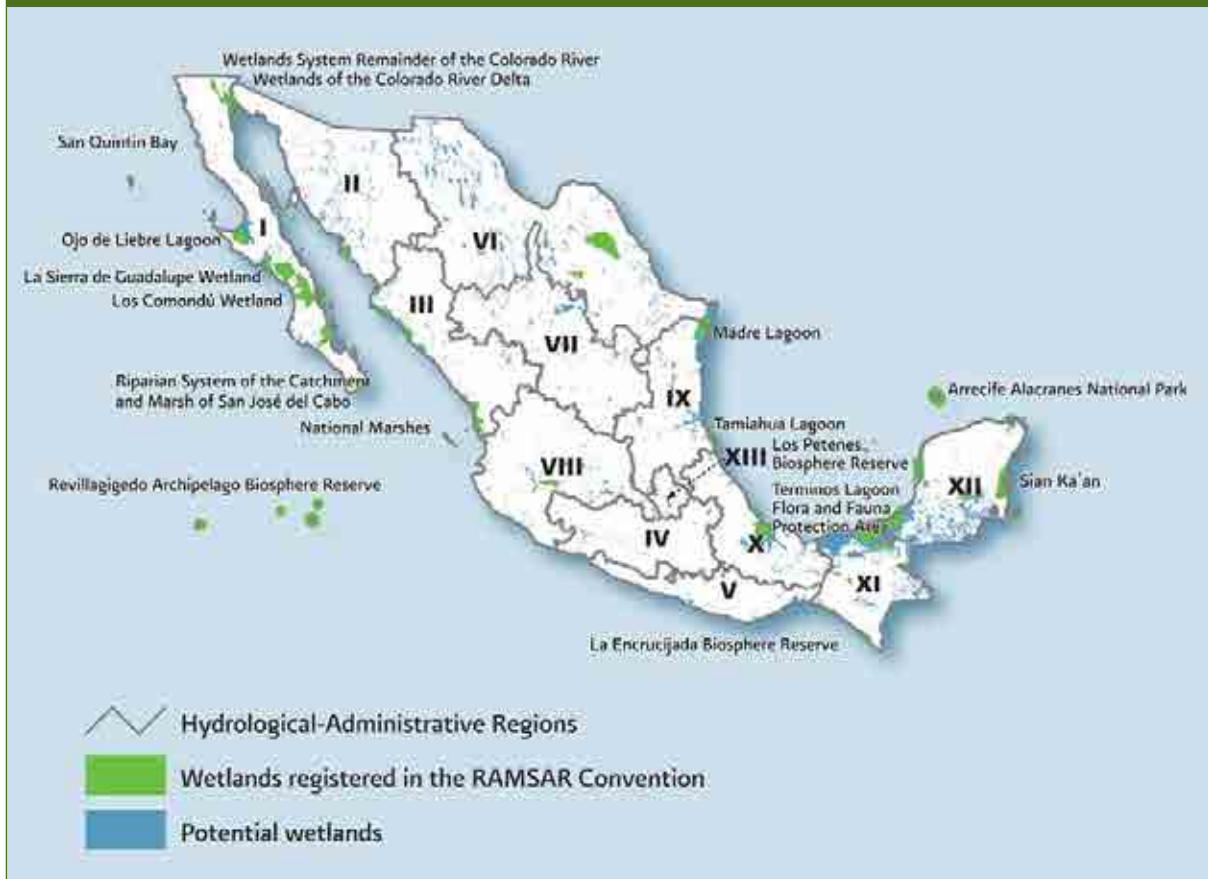 Wetlands System Remainder of the Colorado River
Wetlands of the Colorado River Delta
San Quintin Bay
II
I
Ojo de Liebre Lagoon
VI
La Sierra de Guadalupe Wetland
Los Comondú Wetland
III
Madre Lagoon
VII
Riparian System of the Catchment
and Marsh of San José del Cabo
Arrecife Alacranes National Park
IX
National Marshes
Tamiahua Lagoon
XIII
Los Petenes
Biosphere Reserve
VIII
Revillagigedo Archipelago Biosphere Reserve
XII
Sian Ka'an
Terminos Lagoon
Flora and Fauna
Protection Area
IV
X
XI
V
La Encrucijada Biosphere Reserve
Hydrological-Administrative Regions
Wetlands registered in the RAMSAR Convention
Potential wetlands